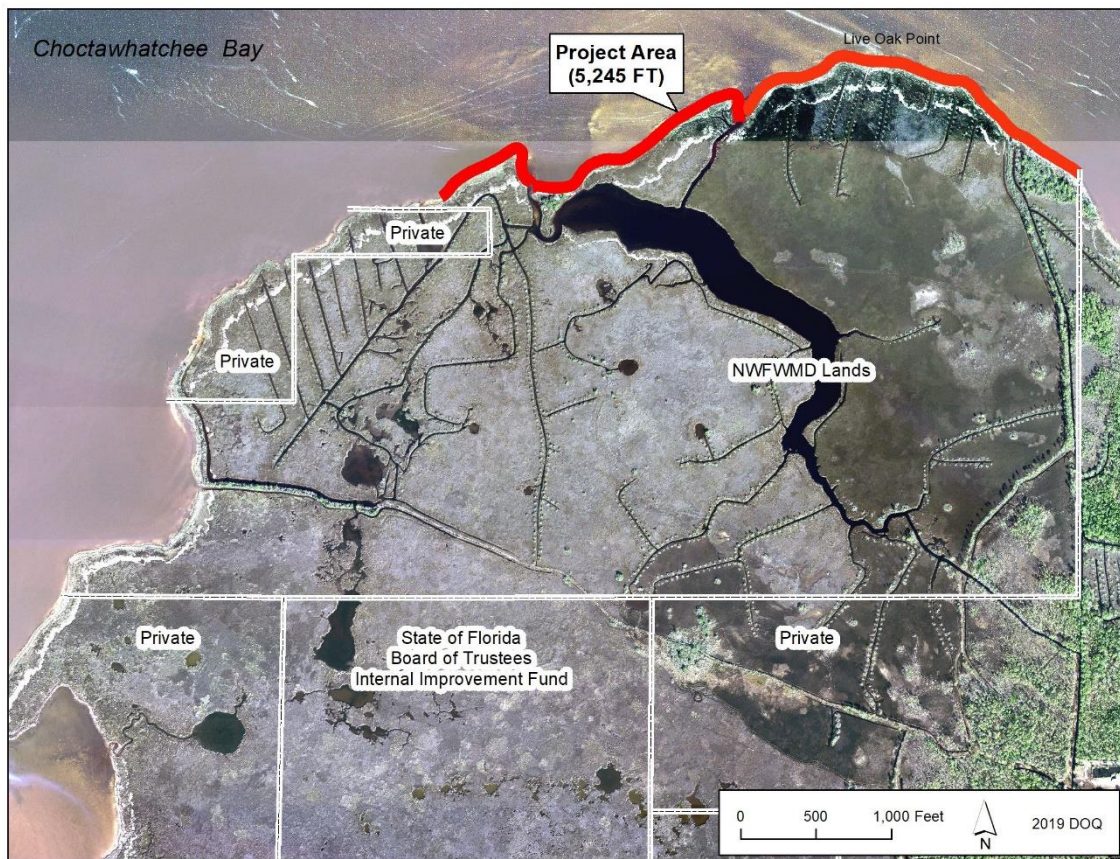 Choctawhatchee Bay
Live Oak Point
Project Area
(5,245 FT)
Private
Private
NWFWMD Lands
Private
State of Florida
Board of Trustees
Internal Improvement Fund
Private
0 500 1,000 Feet
N
2019 DOQ